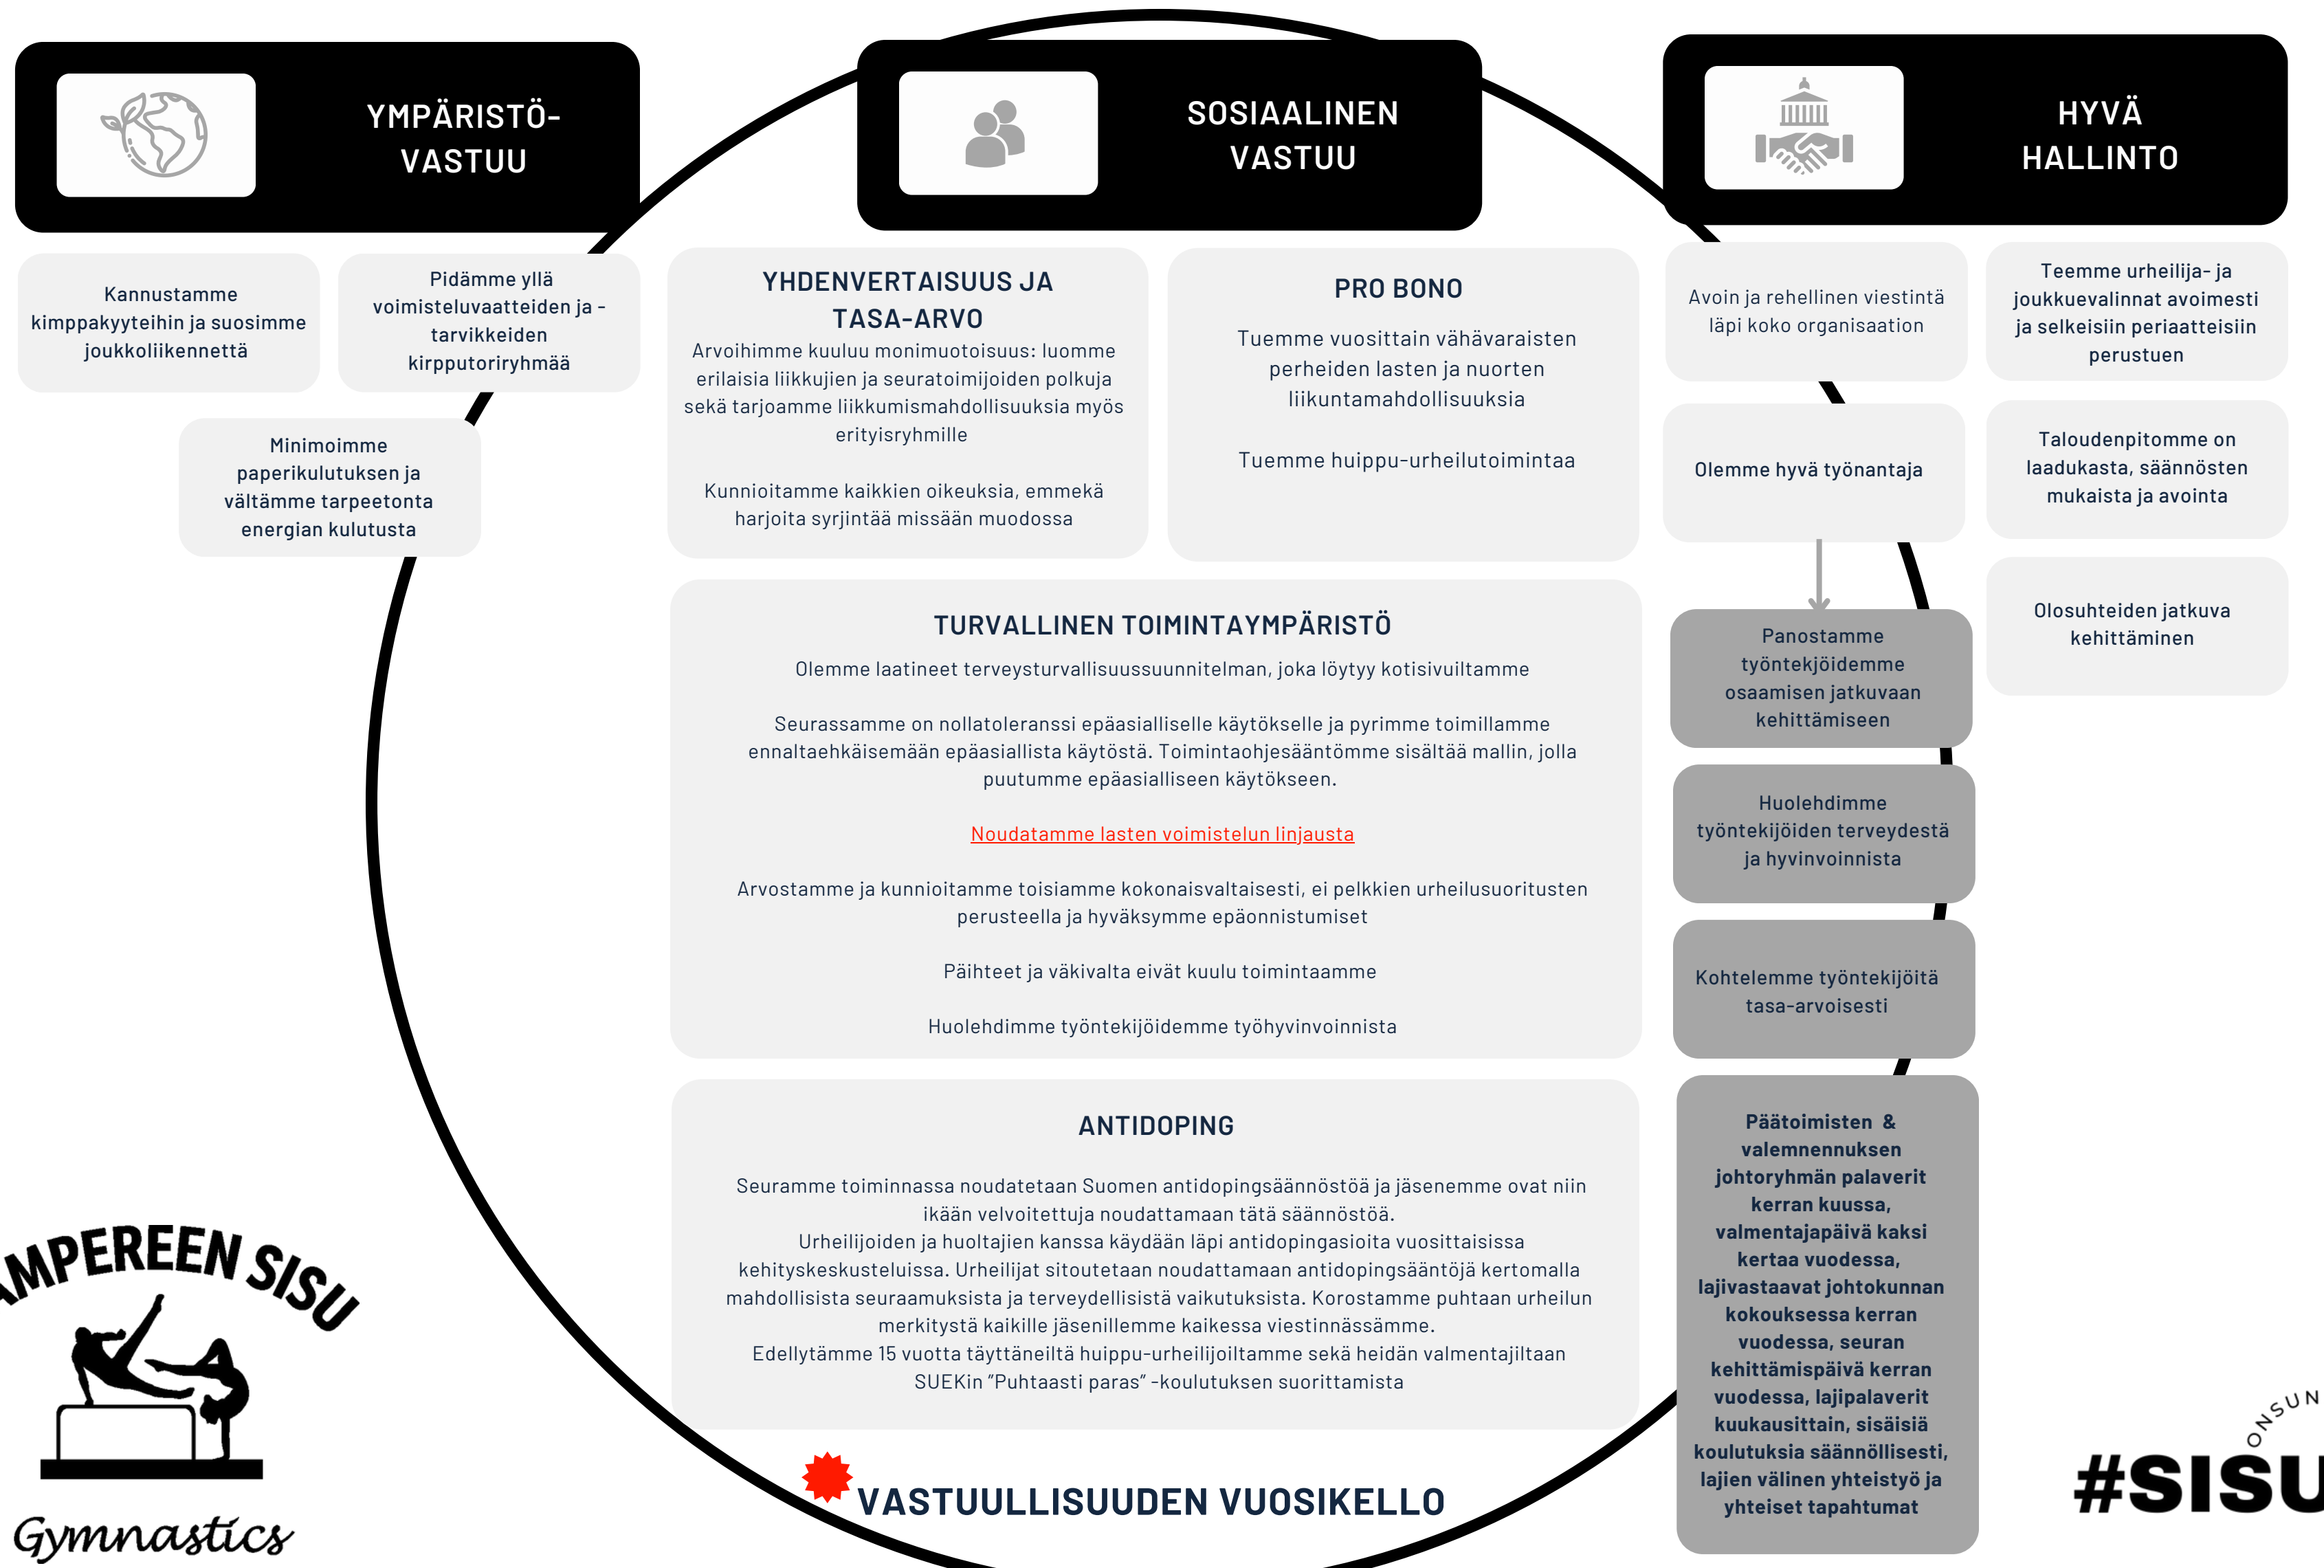 YMPÄRISTÖ-
VASTUU
Kannustamme
kimppakyyteihin ja suosimme
joukkoliikennettä
Pidämme yllä
voimisteluvaatteiden ja -
tarvikkeiden
kirpputoriryhmää
Minimoimme
paperikulutuksen ja
vältämme tarpeetonta
energian kulutusta
SOSIAALINEN
VASTUU
YHDENVERTAISUUS JA
TASA-ARVO
Arvoihimme kuuluu monimuotoisuus: luomme
erilaisia liikkujien ja seuratoimijoiden polkuja
sekä tarjoamme liikkumismahdollisuuksia myös
erityisryhmille
Kunnioitamme kaikkien oikeuksia, emmekä
harjoita syrjintää missään muodossa
PRO BONO
Tuemme vuosittain vähävaraisten
perheiden lasten ja nuorten
liikuntamahdollisuuksia
Tuemme huippu-urheilutoimintaa
TURVALLINEN TOIMINTAYMPÄRISTÖ
Olemme laatineet terveysturvallisuussuunnitelman, joka löytyy kotisivuiltamme
Seurassamme on nollatoleranssi epäasialliselle käytökselle ja pyrimme toimillamme
ennaltaehkäisemään epäasiallista käytöstä. Toimintaohjesääntömme sisältää mallin, jolla
puutumme epäasialliseen käytökseen.
Noudatamme lasten voimistelun linjausta
Arvostamme ja kunnioitamme toisiamme kokonaisvaltaisesti, ei pelkkien urheilusuoritusten
perusteella ja hyväksymme epäonnistumiset
Päihteet ja väkivalta eivät kuulu toimintaamme
Huolehdimme työntekijöidemme työhyvinvoinnista
ANTIDOPING
Seuramme toiminnassa noudatetaan Suomen antidopingsäännöstöä ja jäsenemme ovat niin
ikään velvoitettuja noudattamaan tätä säännöstöä.
Urheilijoiden ja huoltajien kanssa käydään läpi antidopingasioita vuosittaisissa
kehityskeskusteluissa. Urheilijat sitoutetaan noudattamaan antidopingsääntöjä kertomalla
mahdollisista seuraamuksista ja terveydellisistä vaikutuksista. Korostamme puhtaan urheilun
merkitystä kaikille jäsenillemme kaikessa viestinnässämme.
Edellytämme 15 vuotta täyttäneiltä huippu-urheilijoiltamme sekä heidän valmentajiltaan
SUEKin "Puhtaasti paras" -koulutuksen suorittamista
VASTUULLISUUDEN VUOSIKELLO
HYVÄ
HALLINTO
Avoin ja rehellinen viestintä
läpi koko organisaation
Olemme hyvä työnantaja
Panostamme
työntekjöidemme
osaamisen jatkuvaan
kehittämiseen
Huolehdimme
työntekijöiden terveydestä
ja hyvinvoinnista
Kohtelemme työntekijöitä
tasa-arvoisesti
Päätoimisten &
valemnennuksen
johtoryhmän palaverit
kerran kuussa,
valmentajapäivä kaksi
kertaa vuodessa,
lajivastaavat johtokunnan
kokouksessa kerran
vuodessa, seuran
kehittämispäivä kerran
vuodessa, lajipalaverit
kuukausittain, sisäisiä
koulutuksia säännöllisesti,
lajien välinen yhteistyö ja
yhteiset tapahtumat
Teemme urheilija- ja
joukkuevalinnat avoimesti
ja selkeisiin periaatteisiin
perustuen
Taloudenpitomme on
laadukasta, säännösten
mukaista ja avointa
Olosuhteiden jatkuva
kehittäminen
AMPEREEN SISU
Gymnastics
ONSUN
#SISU